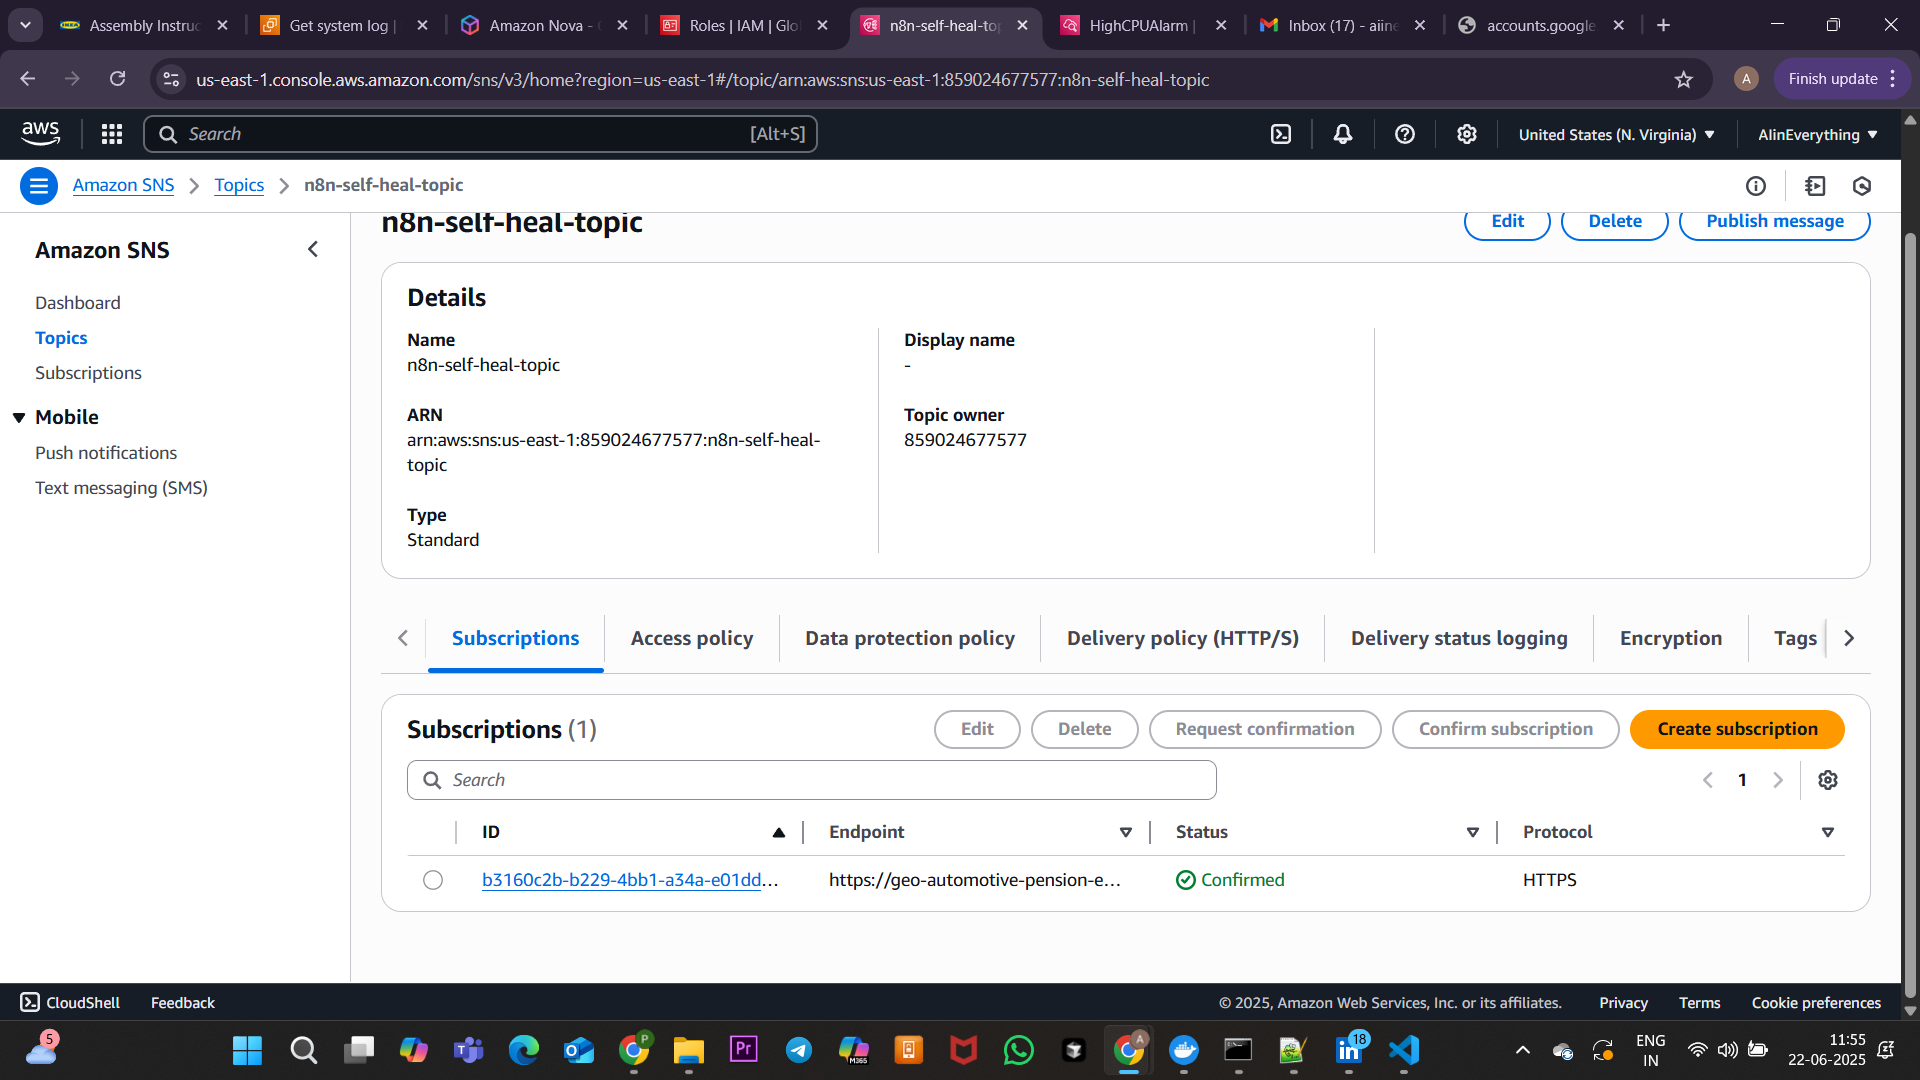 Assembly Instruc
Get system log |
Amazon Nova - 
Roles | IAM | Glo
n8n-self-heal-top
HighCPUAlarm |
Inbox (17) - aiine
accounts.google
us-east-1.console.aws.amazon.com/sns/v3/home?region=us-east-1#/topic/arn:aws:sns:us-east-1:859024677577:n8n-self-heal-topic
A
Finish update
aws
Search
[Alt+S]
United States (N. Virginia)
AlinEverything
Amazon SNS
Topics
n8n-self-heal-topic
Amazon SNS
Dashboard
Topics
Subscriptions
Mobile
Push notifications
Text messaging (SMS)
n8n-self-heal-topic
Edit
Delete
Publish message
Details
Name
n8n-self-heal-topic
Display name
-
ARN
arn:aws:sns:us-east-1:859024677577:n8n-self-heal-
topic
Topic owner
859024677577
Type
Standard
Subscriptions
Access policy
Data protection policy
Delivery policy (HTTP/S)
Delivery status logging
Encryption
Tags
Subscriptions (1)
Edit
Delete
Request confirmation
Confirm subscription
Create subscription
Search
1
ID
Endpoint
Status
Protocol
b3160c2b-b229-4bb1-a34a-e01dd...
https://geo-automotive-pension-e...
Confirmed
HTTPS
CloudShell
Feedback
© 2025, Amazon Web Services, Inc. or its affiliates.
Privacy
Terms
Cookie preferences
5
P
Pr
M365
A
in
18
ENG
IN
11:55
22-06-2025